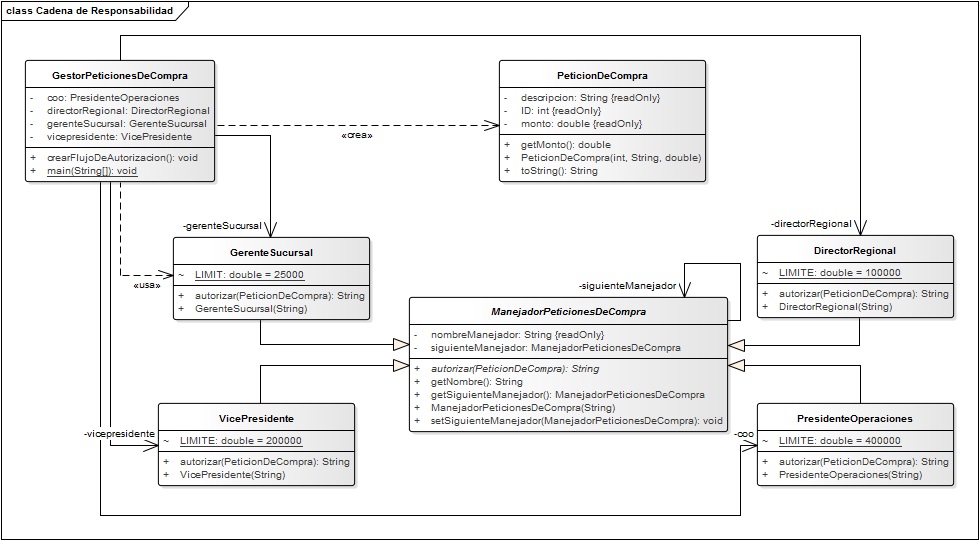 class Cadena de Responsabilidad
GestorPeticionesDeCompra
- coo: PresidenteOperaciones
- directorRegional: DirectorRegional
- gerenteSucursal: GerenteSucursal
- vicepresidente: VicePresidente
+ crearFlujoDeAutorizacion(): void
+ main(String[]): void
PeticionDeCompra
- descripcion: String {readOnly}
- ID: int {readOnly}
- monto: double {readOnly}
+ getMonto(): double
+ PeticionDeCompra(int, String, double)
+ toString(): String
«crea»
-gerenteSucursal
-directorRegional
GerenteSucursal
~ LIMIT: double = 25000
+ autorizar(PeticionDeCompra): String
+ GerenteSucursal(String)
«usa»
DirectorRegional
~ LIMITE: double = 100000
+ autorizar(PeticionDeCompra): String
+ DirectorRegional(String)
-siguienteManejador
ManejadorPeticionesDeCompra
- nombreManejador: String {readOnly}
- siguienteManejador: ManejadorPeticionesDeCompra
+ autorizar(PeticionDeCompra): String
+ getNombre(): String
+ getSiguienteManejador(): ManejadorPeticionesDeCompra
+ ManejadorPeticionesDeCompra(String)
+ setSiguienteManejador(ManejadorPeticionesDeCompra): void
-vicepresidente
VicePresidente
~ LIMITE: double = 200000
+ autorizar(PeticionDeCompra): String
+ VicePresidente(String)
-coo
PresidenteOperaciones
~ LIMITE: double = 400000
+ autorizar(PeticionDeCompra): String
+ PresidenteOperaciones(String)